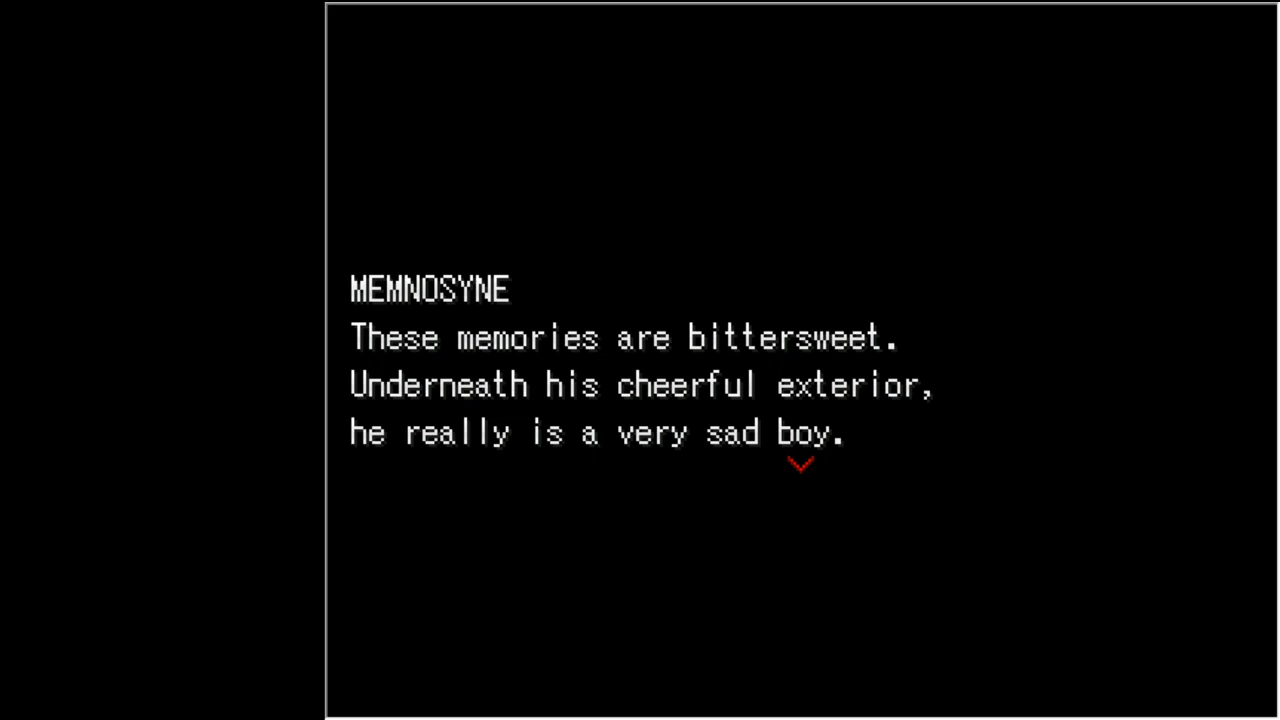 MEMNOSYNE
These memories are bittersweet.
Underneath his cheerful exterior,
he really is a very sad boy.